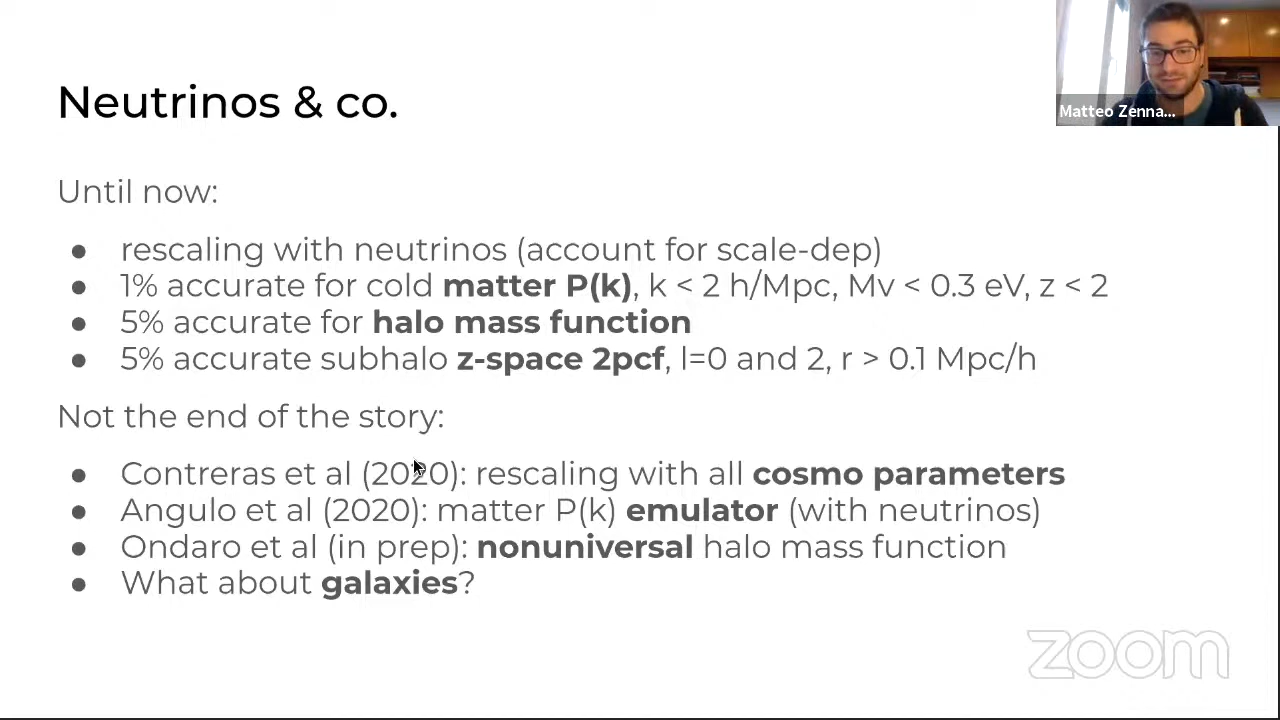 Neutrinos & co.
Matteo Zenna...
Until now:
● rescaling with neutrinos (account for scale-dep)
● 1% accurate for cold matter P(k), k < 2 h/Mpc, Mν < 0.3 eV, z < 2
● 5% accurate for halo mass function
● 5% accurate subhalo z-space 2pcf, l=0 and 2, r > 0.1 Mpc/h
Not the end of the story:
● Contreras et al (2020): rescaling with all cosmo parameters
● Angulo et al (2020): matter P(k) emulator (with neutrinos)
● Ondaro et al (in prep): nonuniversal halo mass function
● What about galaxies?
zoom